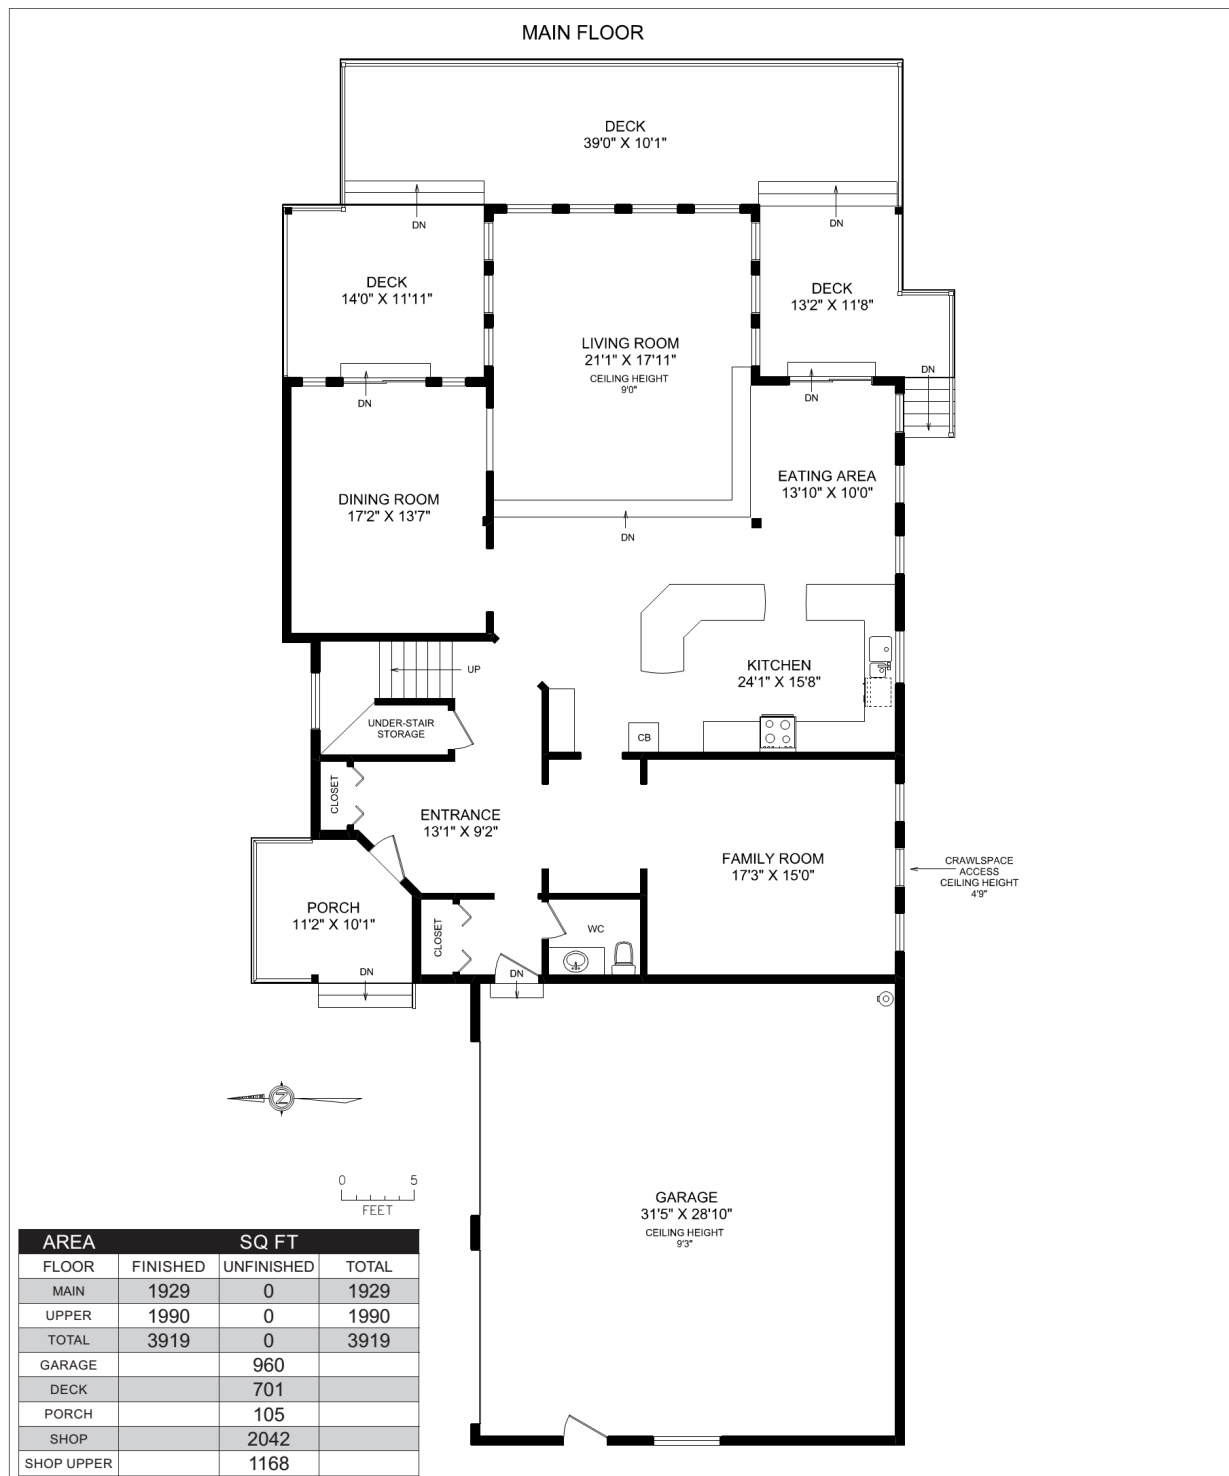 MAIN FLOOR
DECK
39'0" X 10'1"
DN
DN
DECK
14'0" X 11'11"
DECK
13'2" X 11'8"
LIVING ROOM
21'1" X 17'11"
CEILING HEIGHT
9'0"
DN
DN
DN
EATING AREA
13'10" X 10'0"
DINING ROOM
17'2" X 13'7"
DN
KITCHEN
24'1" X 15'8"
UP
UNDER-STAIR
STORAGE
CB
CLOSET
ENTRANCE
13'1" X 9'2"
FAMILY ROOM
17'3" X 15'0"
CRAWLSPACE
ACCESS
CEILING HEIGHT
4'9"
PORCH
11'2" X 10'1"
CLOSET
WC
DN
DN
Z
0 5
FEET
GARAGE
31'5" X 28'10"
CEILING HEIGHT
9'3"
AREA SQ FT
FLOOR FINISHED UNFINISHED TOTAL
MAIN 1929 0 1929
UPPER 1990 0 1990
TOTAL 3919 0 3919
GARAGE 960
DECK 701
PORCH 105
SHOP 2042
SHOP UPPER 1168